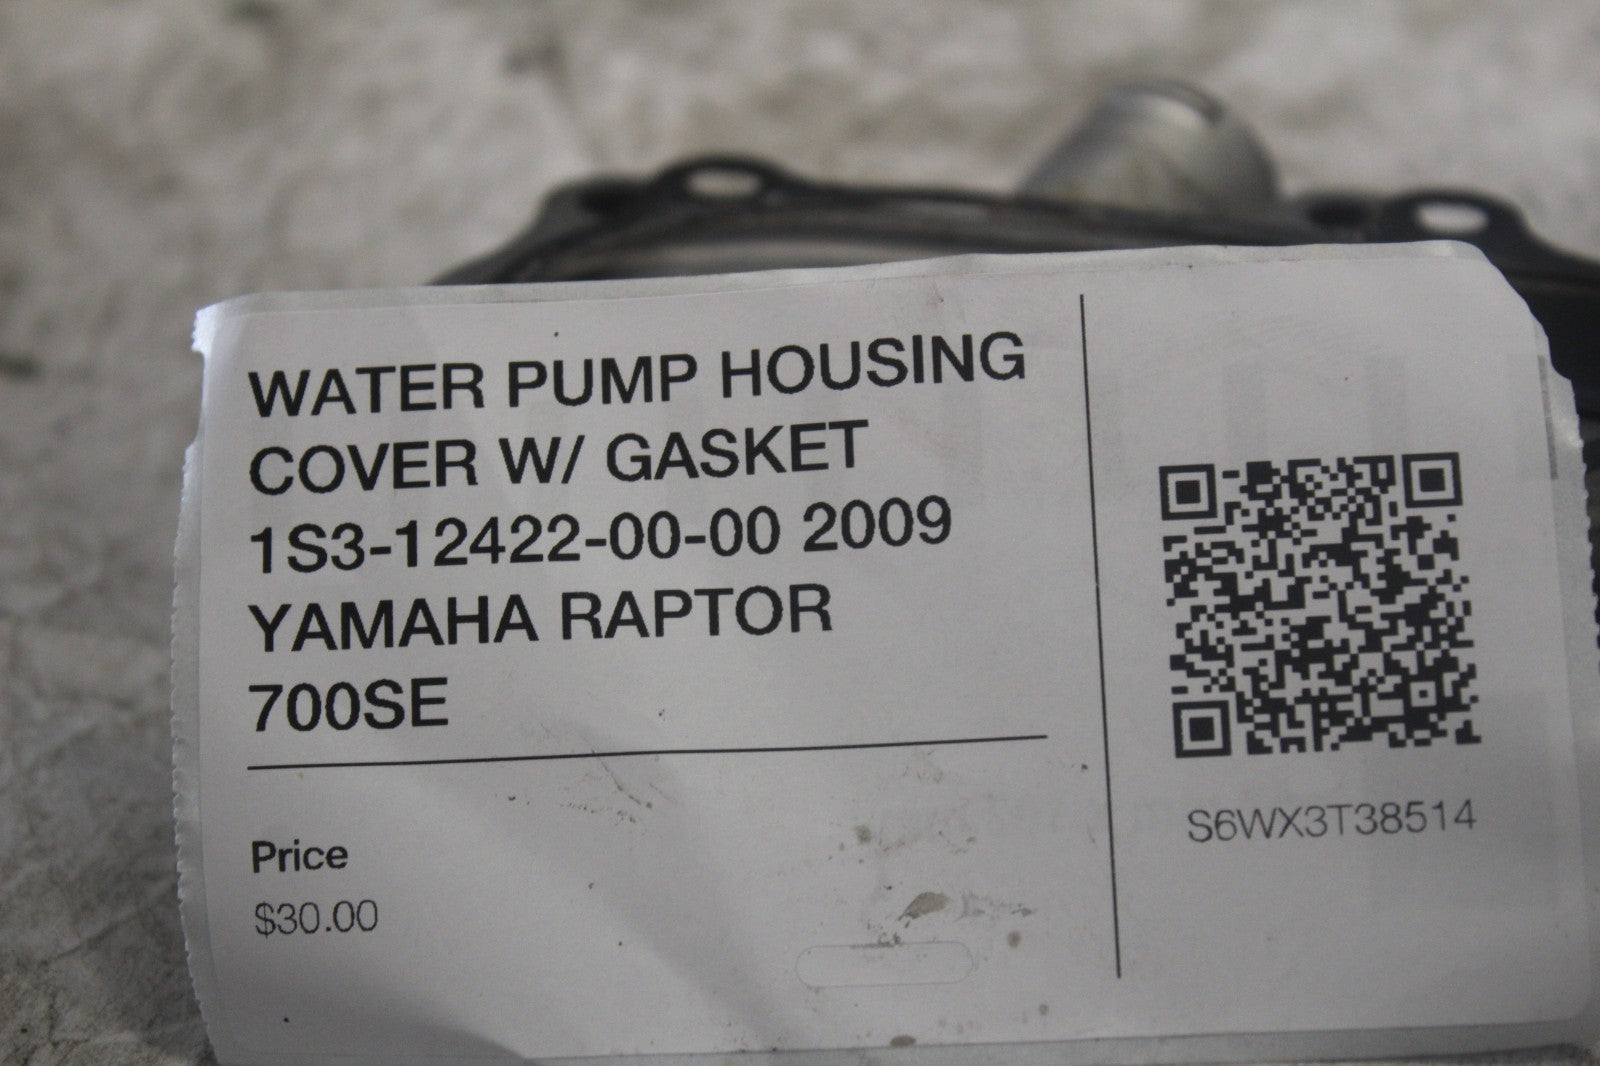 WATER PUMP HOUSING
COVER W/ GASKET
1S3-12422-00-00 2009
YAMAHA RAPTOR
700SE
Price
$30.00
S6WX3T38514